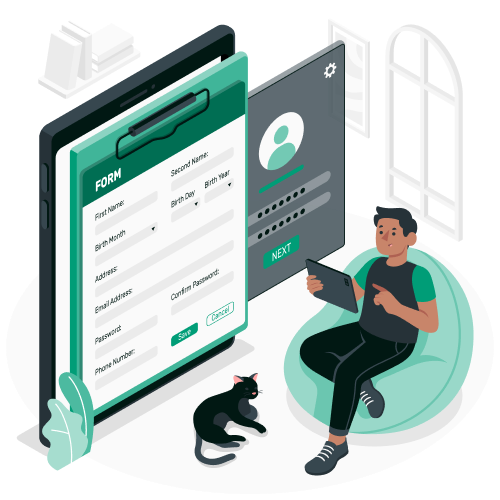 FORM
First Name:
Second Name:
Birth Month
Birth Day
Birth Year
Address:
Email Address:
Password:
Confirm Password:
Phone Number:
Save
Cancel
NEXT